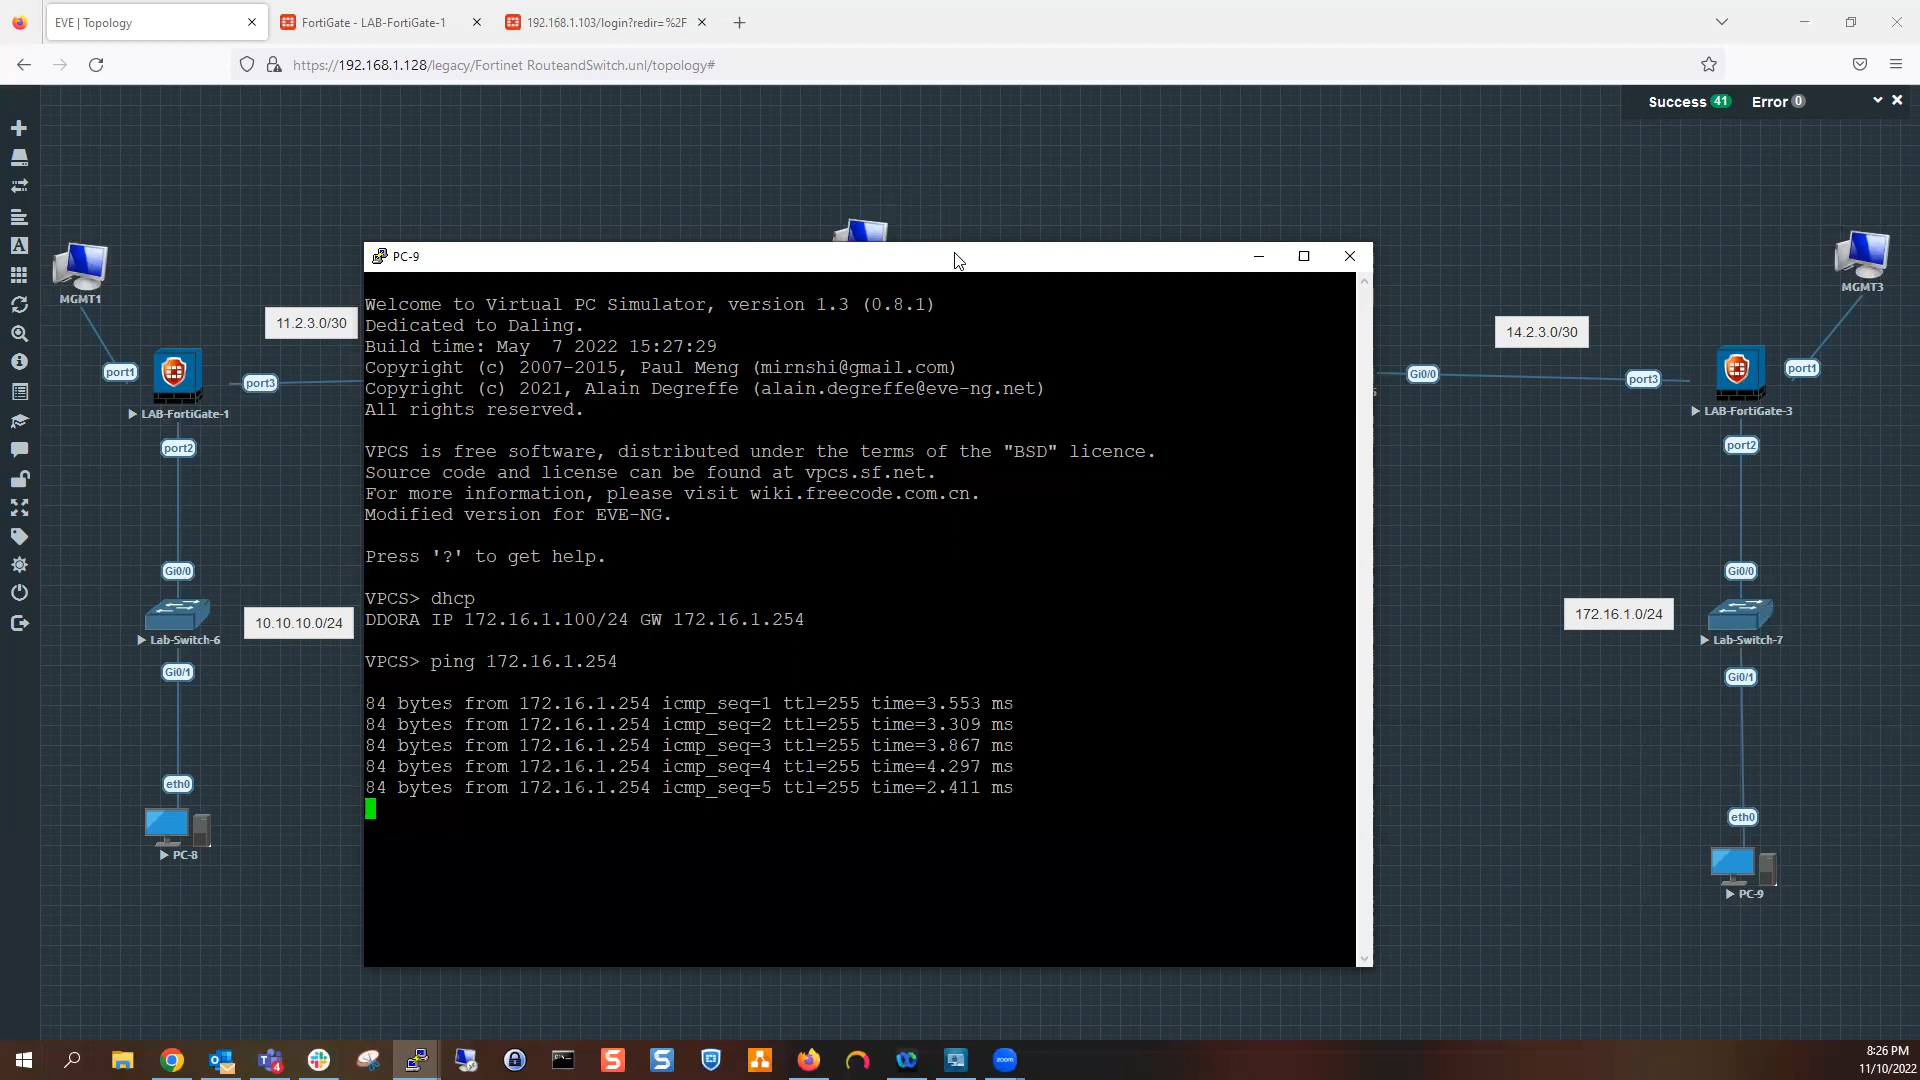 EVE | Topology
FortiGate - LAB-FortiGate-1
192.168.1.103/login?redir=%2F
https://192.168.1.128/legacy/Fortinet RouteandSwitch.unl/topology#
Success 41 Error 0
MGMT1
MGMT3
11.2.3.0/30
14.2.3.0/30
port1
port3
LAB-FortiGate-1
port2
Gi0/0
port3
port1
LAB-FortiGate-3
port2
Gi0/0
Lab-Switch-6
10.10.10.0/24
Gi0/1
eth0
PC-8
Gi0/0
172.16.1.0/24
Lab-Switch-7
Gi0/1
eth0
PC-9
PC-9
Welcome to Virtual PC Simulator, version 1.3 (0.8.1)
Dedicated to Daling.
Build time: May 7 2022 15:27:29
Copyright (c) 2007-2015, Paul Meng (mirnshi@gmail.com)
Copyright (c) 2021, Alain Degreffe (alain.degreffe@eve-ng.net)
All rights reserved.
VPCS is free software, distributed under the terms of the "BSD" licence.
Source code and license can be found at vpcs.sf.net.
For more information, please visit wiki.freecode.com.cn.
Modified version for EVE-NG.
Press '?' to get help.
VPCS> dhcp
DDORA IP 172.16.1.100/24 GW 172.16.1.254
VPCS> ping 172.16.1.254
84 bytes from 172.16.1.254 icmp_seq=1 ttl=255 time=3.553 ms
84 bytes from 172.16.1.254 icmp_seq=2 ttl=255 time=3.309 ms
84 bytes from 172.16.1.254 icmp_seq=3 ttl=255 time=3.867 ms
84 bytes from 172.16.1.254 icmp_seq=4 ttl=255 time=4.297 ms
84 bytes from 172.16.1.254 icmp_seq=5 ttl=255 time=2.411 ms
zoom
8:26 PM
11/10/2022